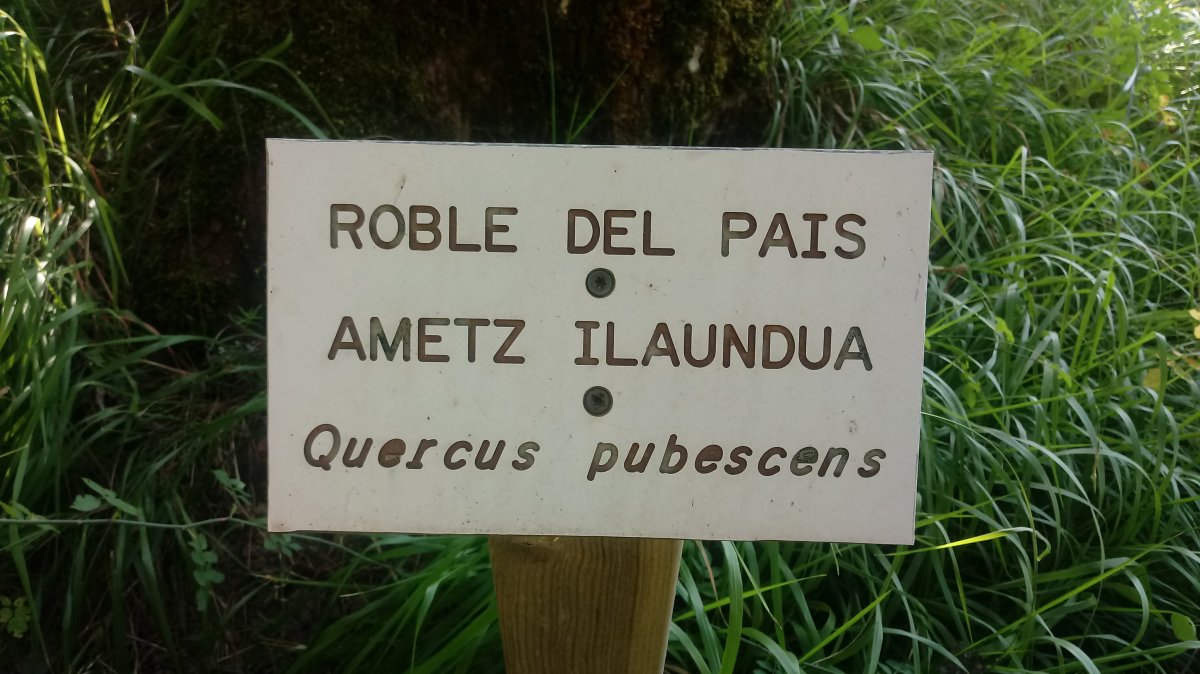 ROBLE DEL PAIS
AMETZ ILAUNDUA
Quercus pubescens